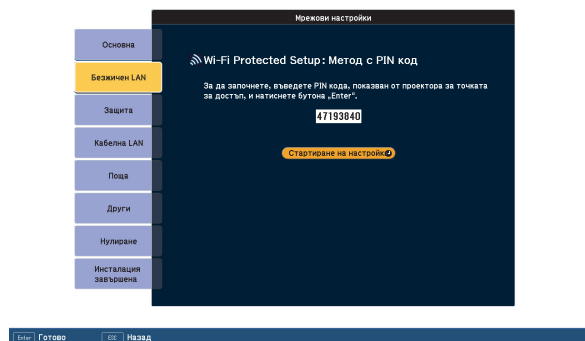 Мрежови настройки
Основна
Безжичен LAN
Защита
Кабелна LAN
Поща
Други
Нулиране
Инсталация
завършена
Wi-Fi Protected Setup: Метод с PIN код
За да започнете, въведете PIN кода, показван от проектора за точката
за достъп, и натиснете бутона „Enter“.
47193840
Стартиране на настройка
Enter Готово ESC Назад